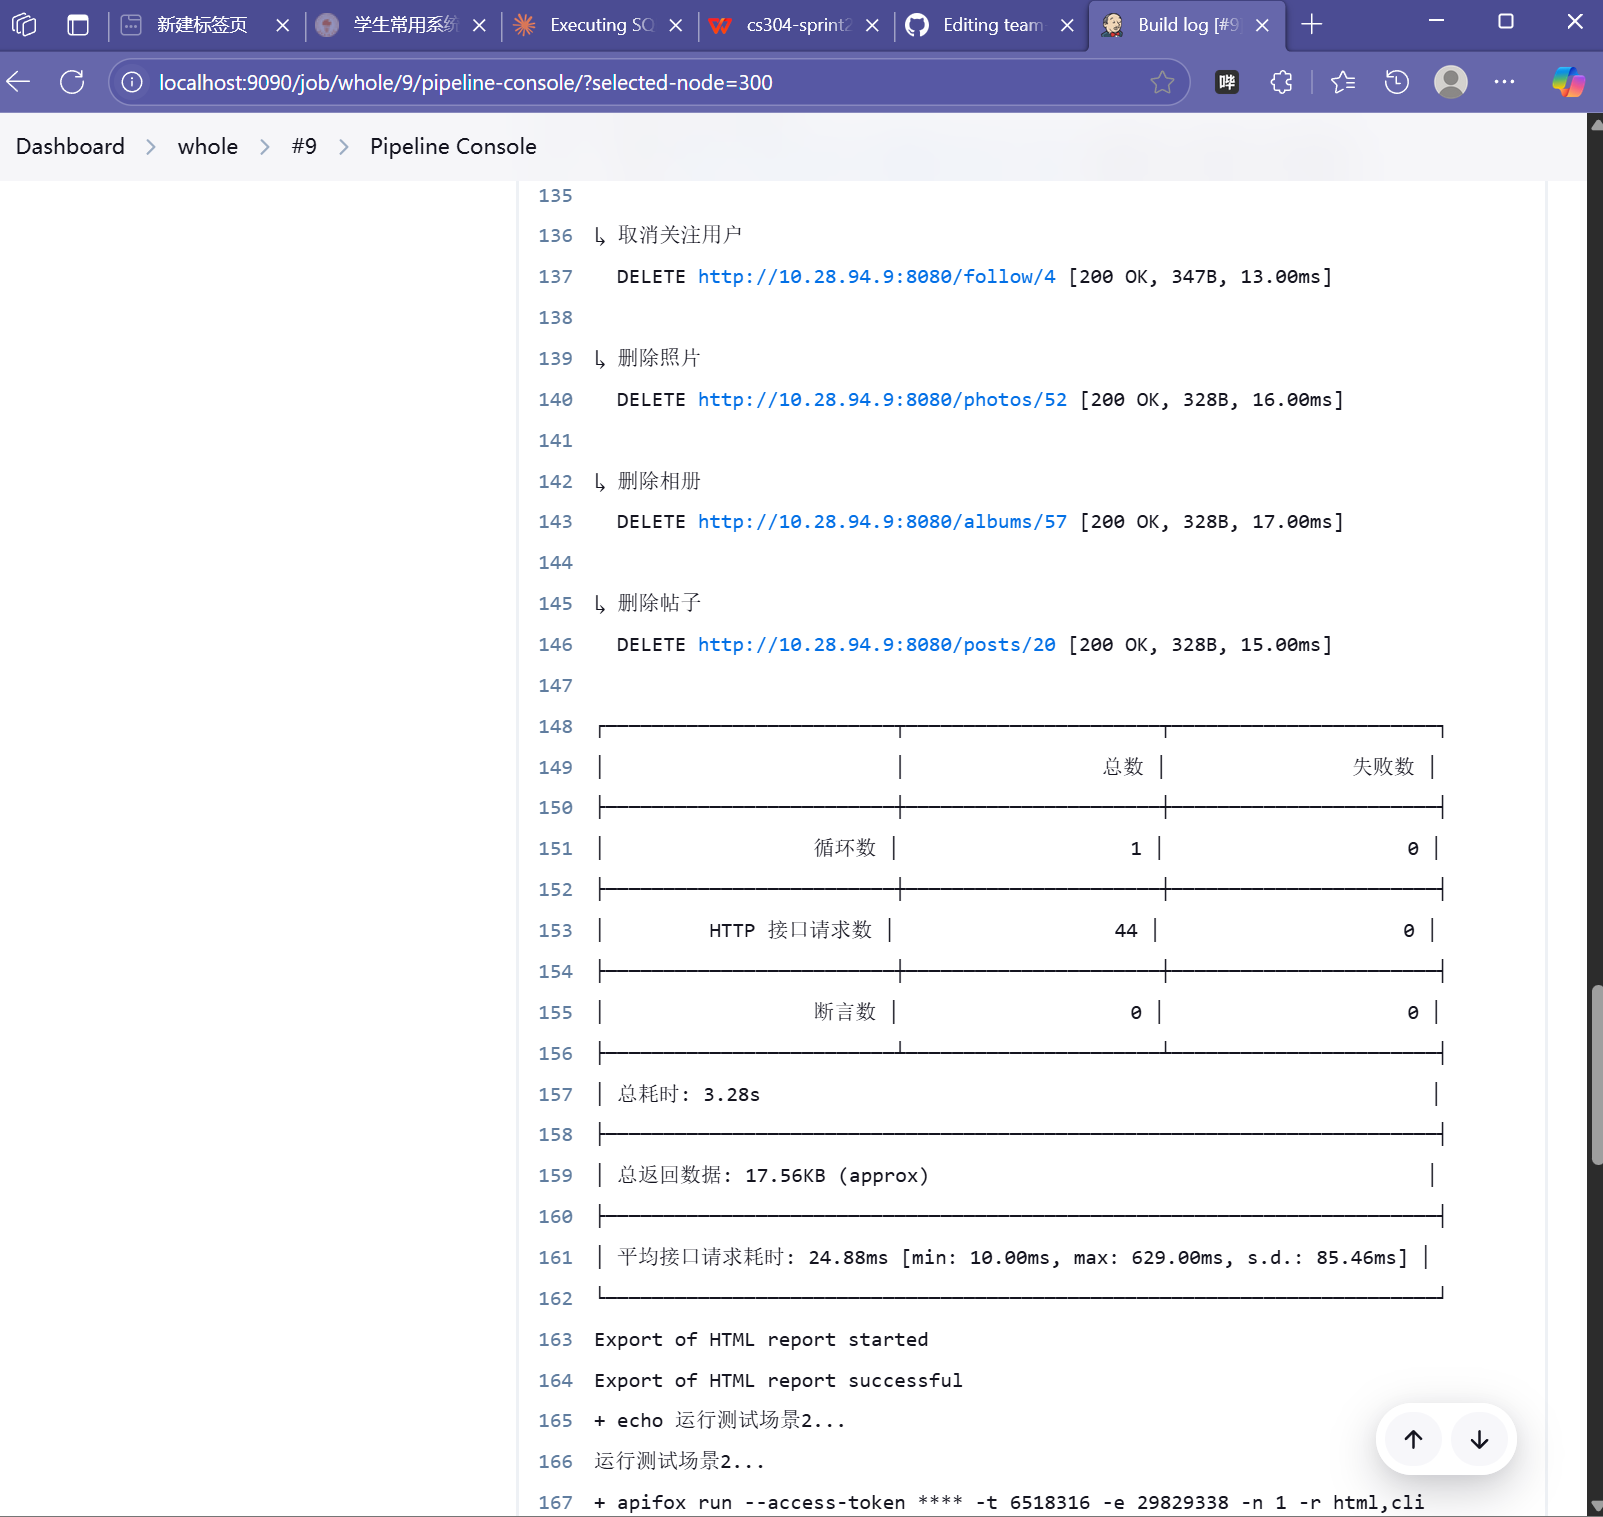 新建标签页
学生常用系统
Executing SQ
cs304-sprint2
Editing team
Build log [#9]
localhost:9090/job/whole/9/pipeline-console/?selected-node=300
Dashboard > whole > #9 > Pipeline Console
135
136 ↳ 取消关注用户
137 DELETE http://10.28.94.9:8080/follow/4 [200 OK, 347B, 13.00ms]
138
139 ↳ 删除照片
140 DELETE http://10.28.94.9:8080/photos/52 [200 OK, 328B, 16.00ms]
141
142 ↳ 删除相册
143 DELETE http://10.28.94.9:8080/albums/57 [200 OK, 328B, 17.00ms]
144
145 ↳ 删除帖子
146 DELETE http://10.28.94.9:8080/posts/20 [200 OK, 328B, 15.00ms]
147
148
149 │ │ 总数 │ 失败数 │
150
151 │ 循环数 │ 1 │ 0 │
152
153 │ HTTP 接口请求数 │ 44 │ 0 │
154
155 │ 断言数 │ 0 │ 0 │
156
157 │ 总耗时: 3.28s │
158
159 │ 总返回数据: 17.56KB (approx) │
160
161 │ 平均接口请求耗时: 24.88ms [min: 10.00ms, max: 629.00ms, s.d.: 85.46ms] │
162
163 Export of HTML report started
164 Export of HTML report successful
165 + echo 运行测试场景2...
166 运行测试场景2...
167 + apifox run --access-token **** -t 6518316 -e 29829338 -n 1 -r html,cli